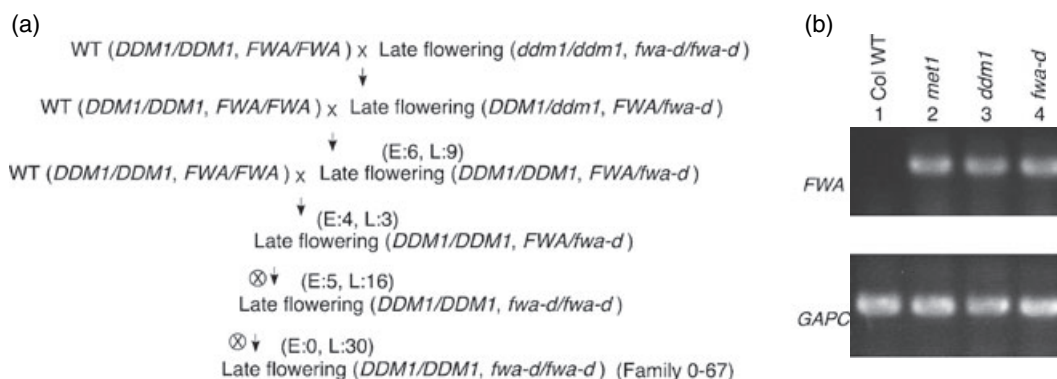 (a)
WT (DDM1/DDM1, FWA/FWA) x Late flowering (ddm1/ddm1, fwa-d/fwa-d)
WT (DDM1/DDM1, FWA/FWA) x Late flowering (DDM1/ddm1, FWA/fwa-d)
(E:6, L:9)
WT (DDM1/DDM1, FWA/FWA) x Late flowering (DDM1/DDM1, FWA/fwa-d)
(E:4, L:3)
Late flowering (DDM1/DDM1, FWA/fwa-d)
⊗ (E:5, L:16)
Late flowering (DDM1/DDM1, fwa-d/fwa-d)
⊗ (E:0, L:30)
Late flowering (DDM1/DDM1, fwa-d/fwa-d) (Family 0-67)
(b)
Col WT
met1
ddm1
fwa-d
1 2 3 4
FWA
GAPC